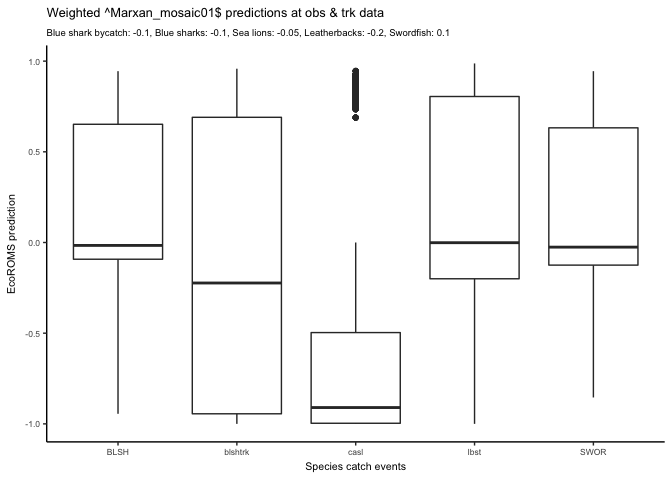 Weighted ^Marxan_mosaic01$ predictions at obs & trk data
Blue shark bycatch: -0.1, Blue sharks: -0.1, Sea lions: -0.05, Leatherbacks: -0.2, Swordfish: 0.1
1.0
0.5
0.0
-0.5
-1.0
EcoROMS prediction
BLSH blshtrk casl lbst SWOR
Species catch events